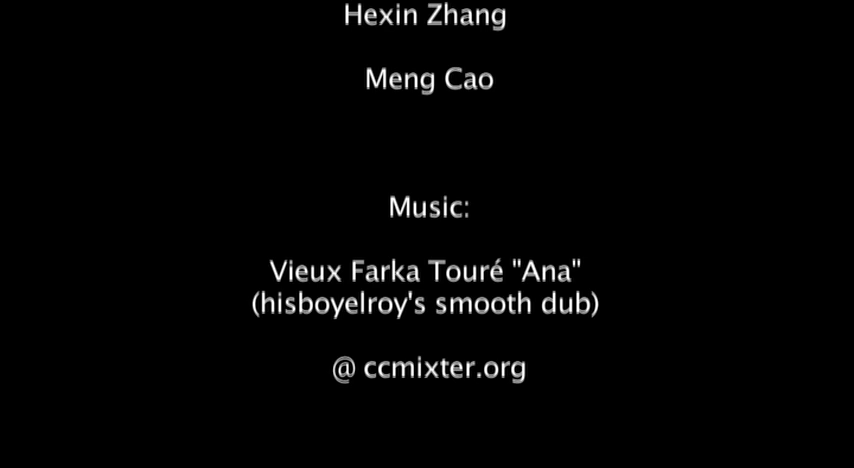 Hexin Zhang
Meng Cao
Music:
Vieux Farka Touré "Ana"
(hisboyelroy's smooth dub)
@ ccmixter.org